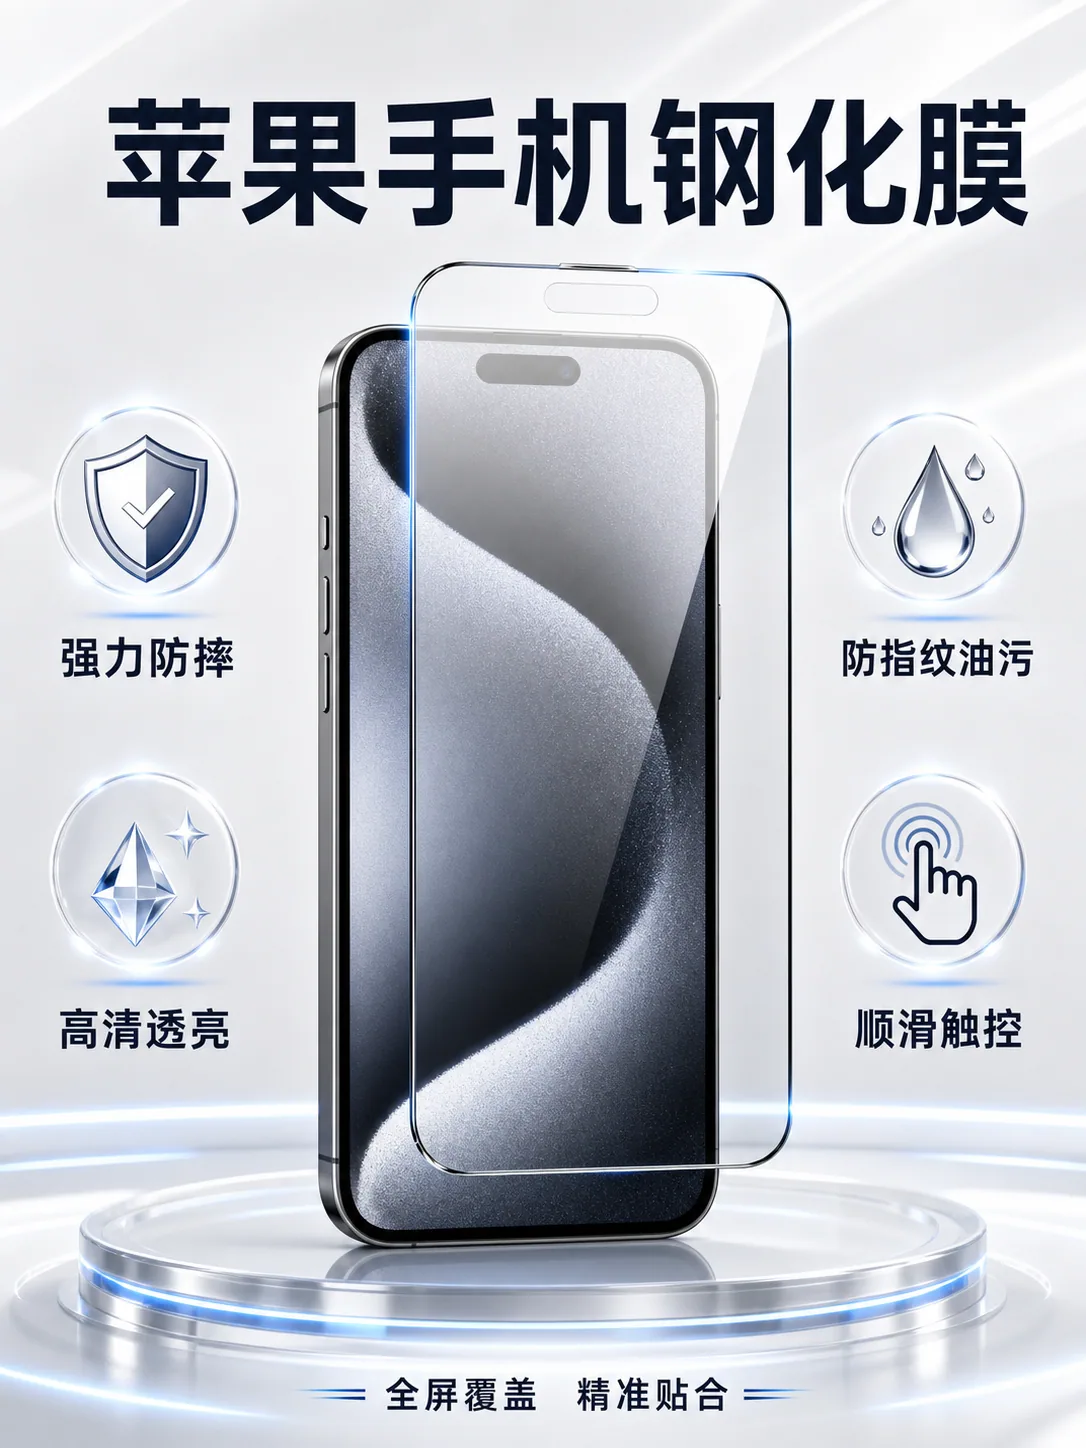 苹果手机钢化膜
强力防摔
防指纹油污
高清透亮
顺滑触控
全屏覆盖 精准贴合